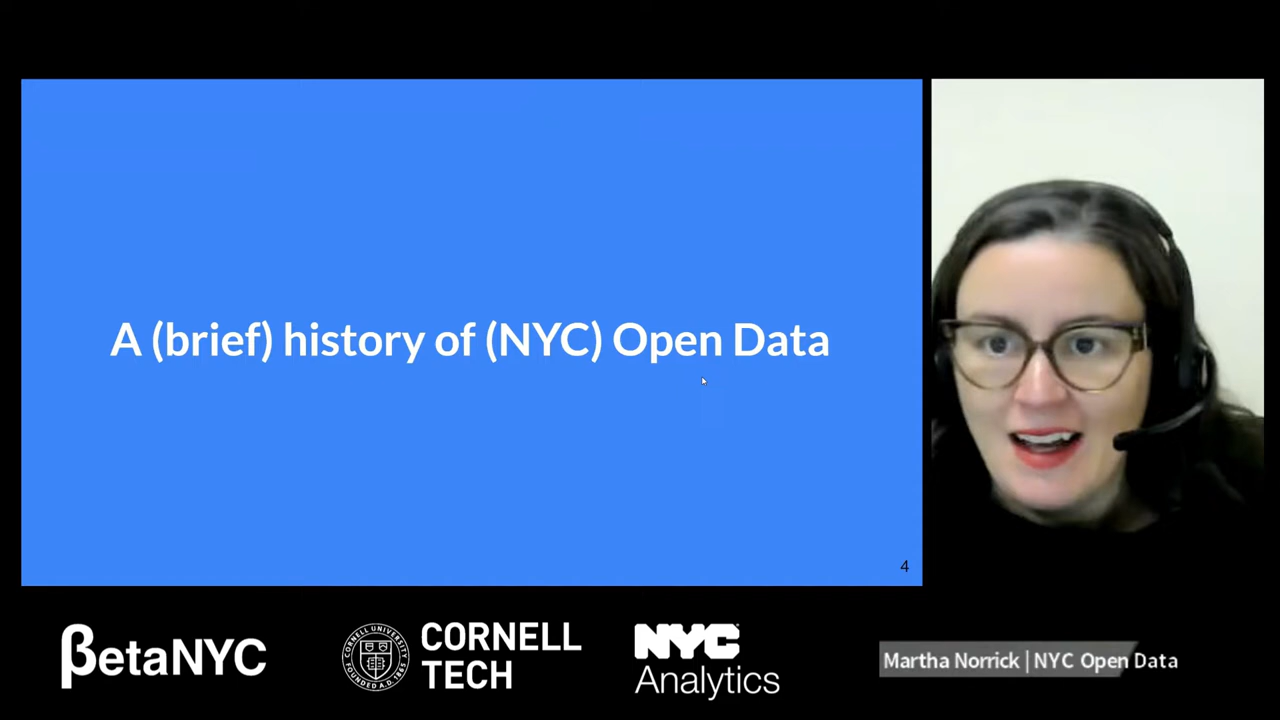 A (brief) history of (NYC) Open Data
4
βetaNYC
CORNELL
TECH
NYC
Analytics
Martha Norrick | NYC Open Data